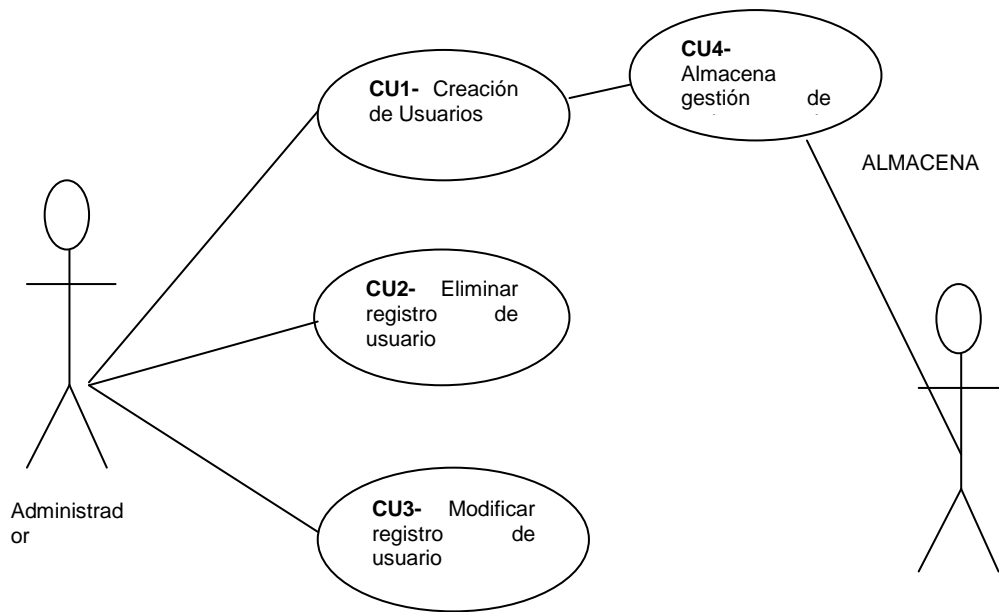 CU4-
Almacena
gestión de
CU1- Creación
de Usuarios
ALMACENA
CU2- Eliminar
registro de
usuario
CU3- Modificar
registro de
usuario
Administrad
or